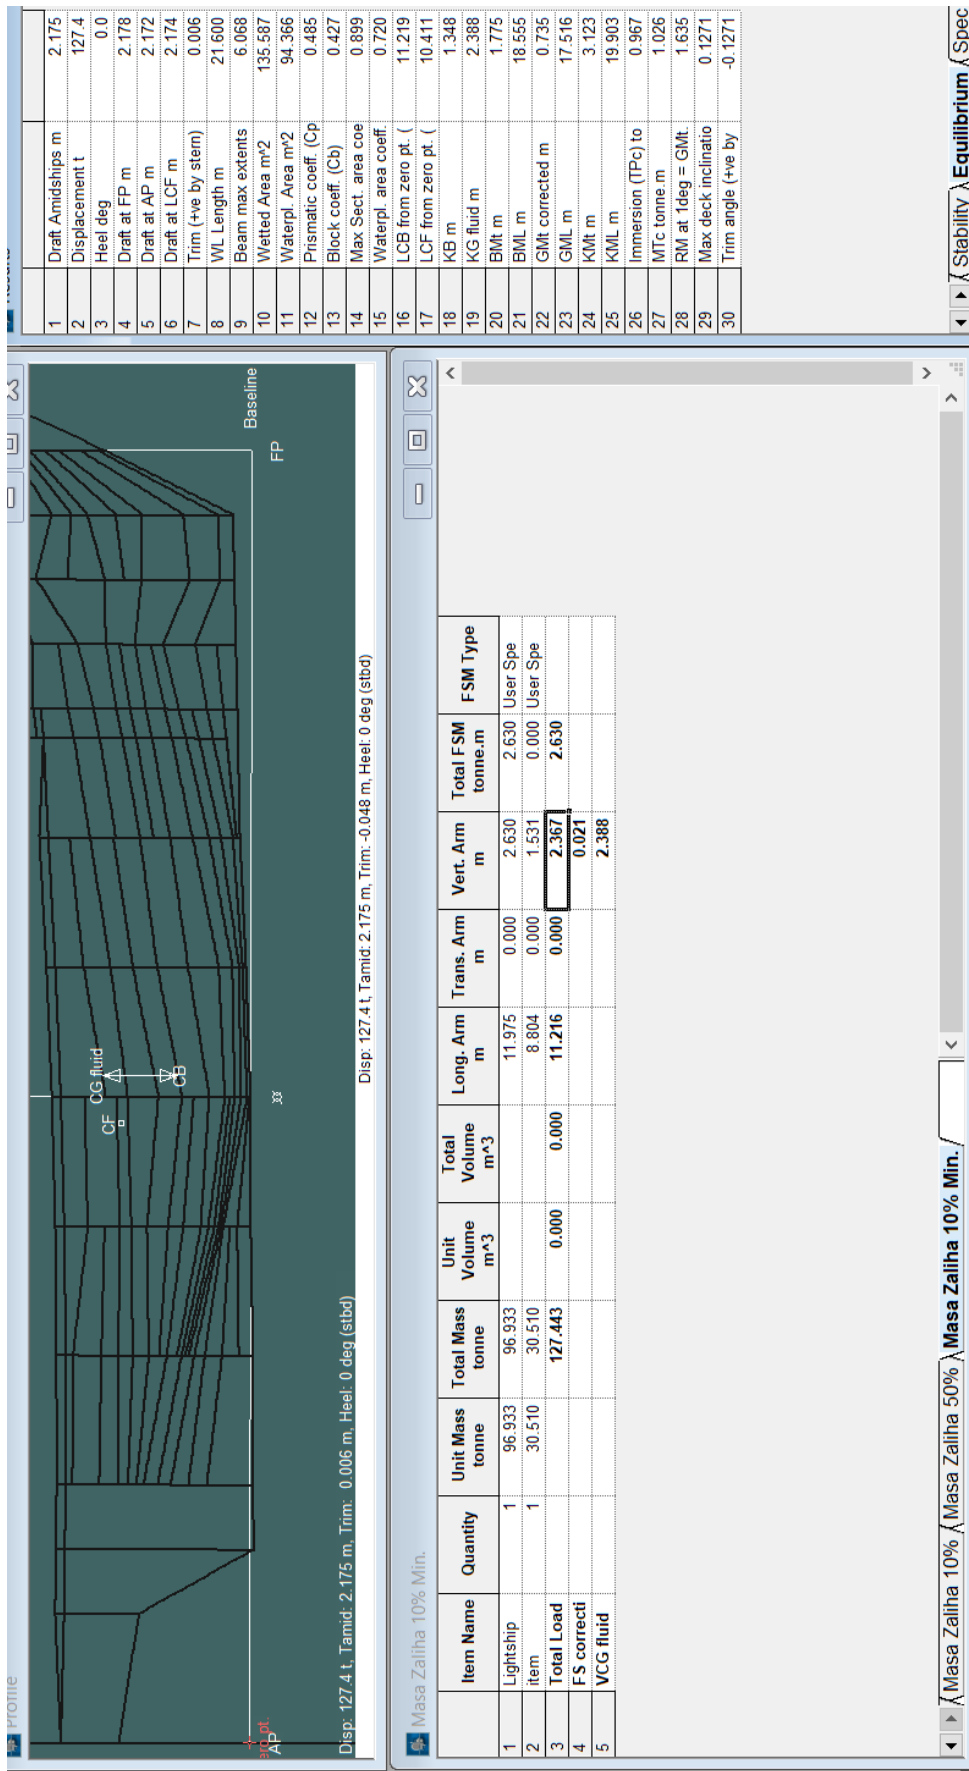 Profile
Baseline
FP
CG fluid
CF
CB
ero pt.
AP
Disp: 127.4 t, Tamid: 2.175 m, Trim: 0.006 m, Heel: 0 deg (stbd)
Disp: 127.4 t, Tamid: 2.175 m, Trim: -0.048 m, Heel: 0 deg (stbd)
Masa Zaliha 10% Min.
Item Name Quantity Unit Mass tonne Total Mass tonne Unit Volume m^3 Total Volume m^3 Long. Arm m Trans. Arm m Vert. Arm m Total FSM tonne.m FSM Type
1 Lightship 1 96.933 96.933 11.975 0.000 2.630 2.630 User Spe
2 item 1 30.510 30.510 8.804 0.000 1.531 0.000 User Spe
3 Total Load 127.443 0.000 0.000 11.216 0.000 2.367 2.630
4 FS correcti 0.021
5 VCG fluid 2.388
Masa Zaliha 10% Masa Zaliha 50% Masa Zaliha 10% Min.
Results
1 Draft Amidships m 2.175
2 Displacement t 127.4
3 Heel deg 0.0
4 Draft at FP m 2.178
5 Draft at AP m 2.172
6 Draft at LCF m 2.174
7 Trim (+ve by stern) 0.006
8 WL Length m 21.600
9 Beam max extents 6.068
10 Wetted Area m^2 135.587
11 Waterpl. Area m^2 94.366
12 Prismatic coeff. (Cp 0.485
13 Block coeff. (Cb) 0.427
14 Max Sect. area coe 0.899
15 Waterpl. area coeff. 0.720
16 LCB from zero pt. ( 11.219
17 LCF from zero pt. ( 10.411
18 KB m 1.348
19 KG fluid m 2.388
20 BMt m 1.775
21 BML m 18.555
22 GMt corrected m 0.735
23 GML m 17.516
24 KMt m 3.123
25 KML m 19.903
26 Immersion (TPc) to 0.967
27 MTc tonne.m 1.026
28 RM at 1deg = GMt. 1.635
29 Max deck inclinatio 0.1271
30 Trim angle (+ve by -0.1271
Stability Equilibrium Spec